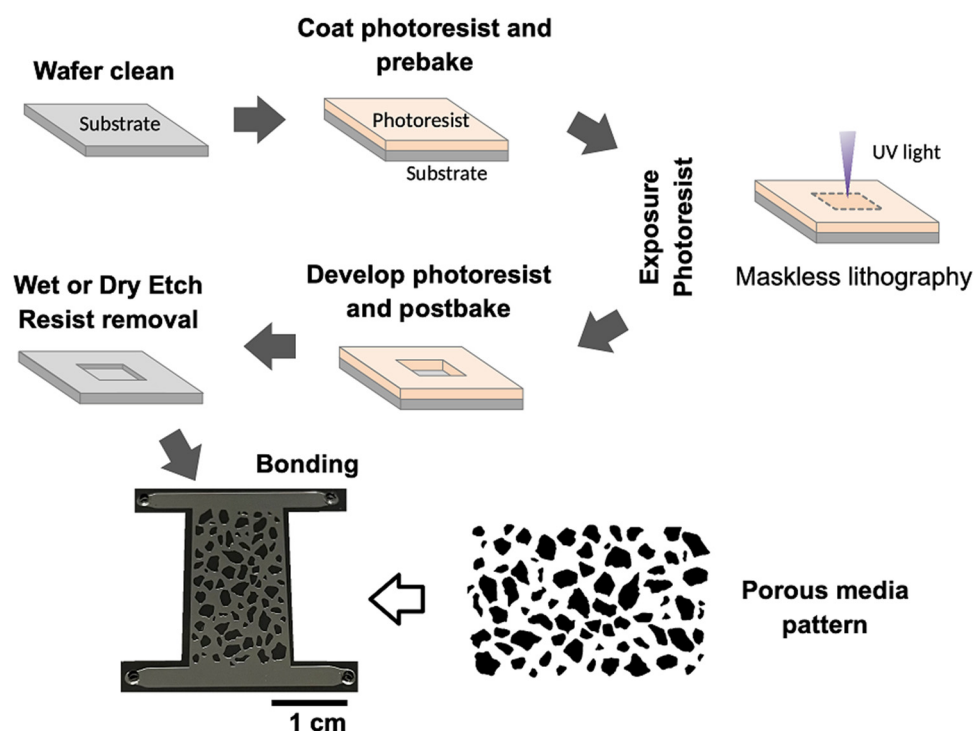 Wafer clean
Substrate
Coat photoresist and
prebake
Photoresist
Substrate
Exposure
Photoresist
UV light
Maskless lithography
Develop photoresist
and postbake
Wet or Dry Etch
Resist removal
Bonding
1 cm
Porous media
pattern